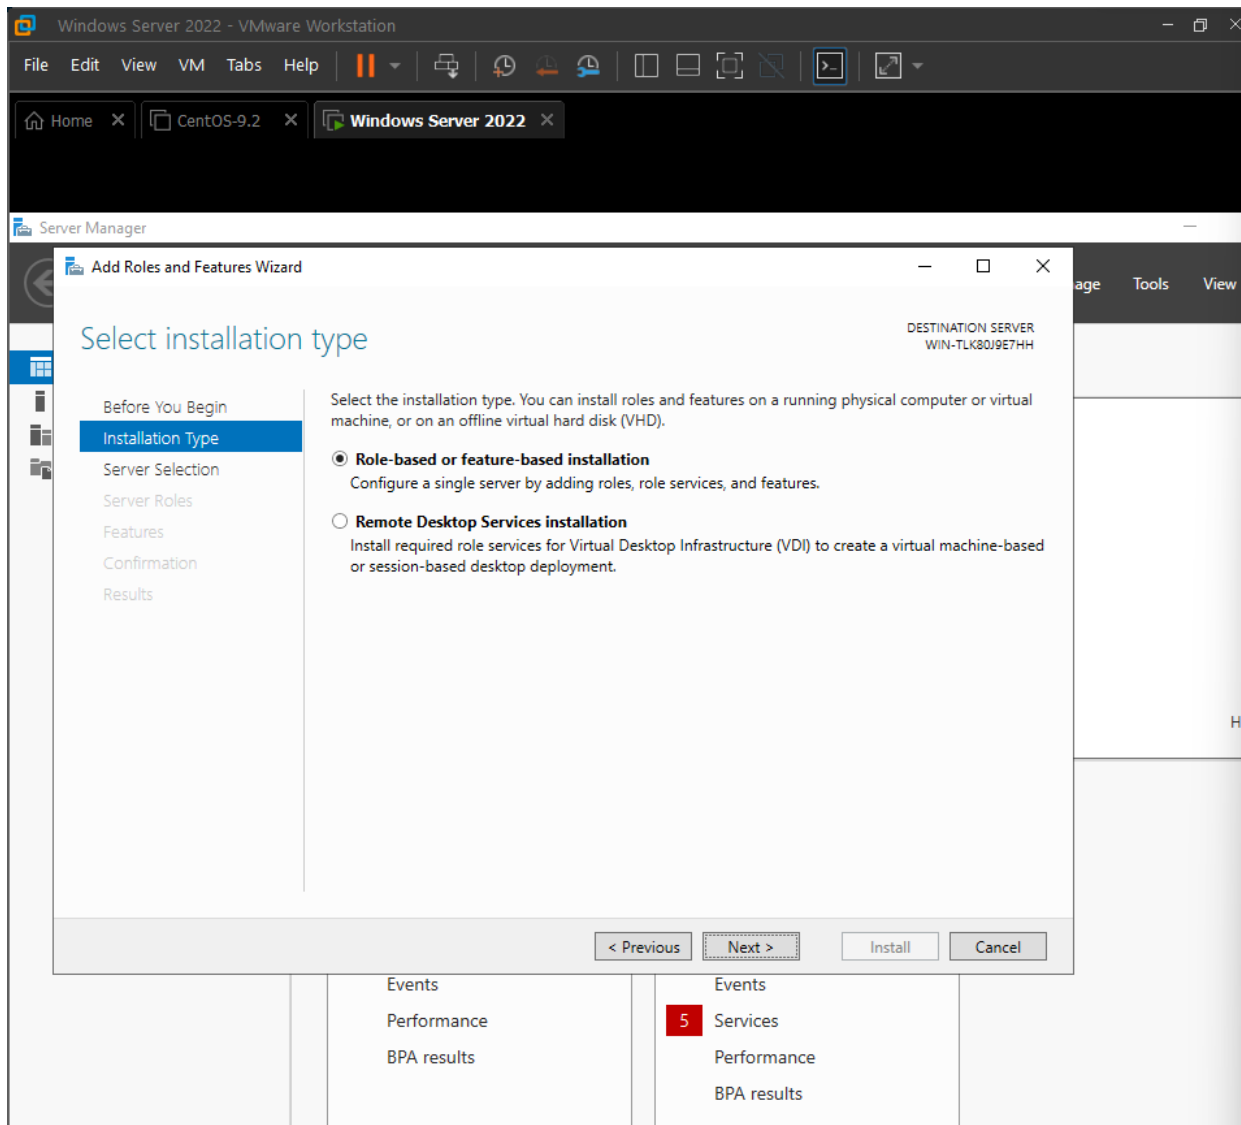 Windows Server 2022 - VMware Workstation
File Edit View VM Tabs Help
Home CentOS-9.2 Windows Server 2022
Server Manager
Add Roles and Features Wizard
age Tools View
Select installation type
DESTINATION SERVER
WIN-TLK80J9E7HH
Before You Begin
Installation Type
Server Selection
Server Roles
Features
Confirmation
Results
Select the installation type. You can install roles and features on a running physical computer or virtual
machine, or on an offline virtual hard disk (VHD).
Role-based or feature-based installation
Configure a single server by adding roles, role services, and features.
Remote Desktop Services installation
Install required role services for Virtual Desktop Infrastructure (VDI) to create a virtual machine-based
or session-based desktop deployment.
H
< Previous Next > Install Cancel
Events
Performance
BPA results
Events
5 Services
Performance
BPA results